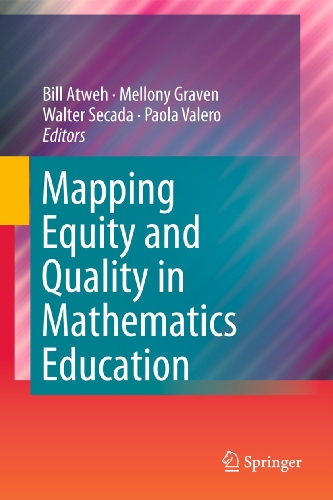 Bill Atweh · Mellony Graven
Walter Secada · Paola Valero
Editors
Mapping
Equity and
Quality in
Mathematics
Education
Springer